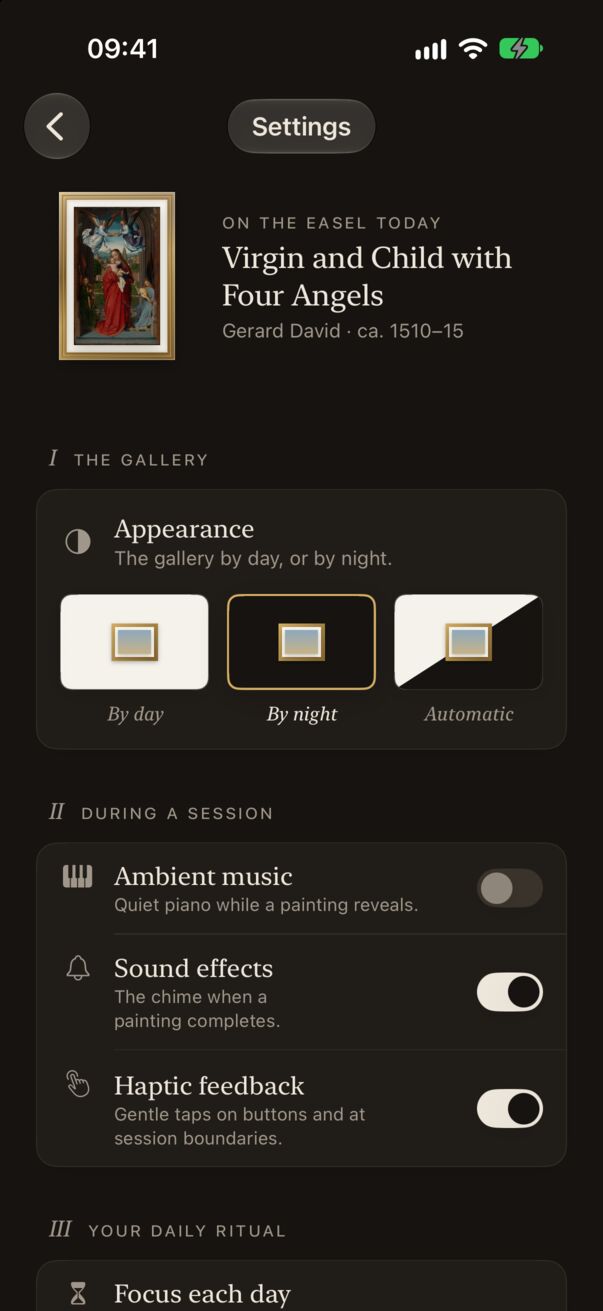 09:41
Settings
ON THE EASEL TODAY
Virgin and Child with
Four Angels
Gerard David · ca. 1510–15
I THE GALLERY
Appearance
The gallery by day, or by night.
By day
By night
Automatic
II DURING A SESSION
Ambient music
Quiet piano while a painting reveals.
Sound effects
The chime when a
painting completes.
Haptic feedback
Gentle taps on buttons and at
session boundaries.
III YOUR DAILY RITUAL
Focus each day